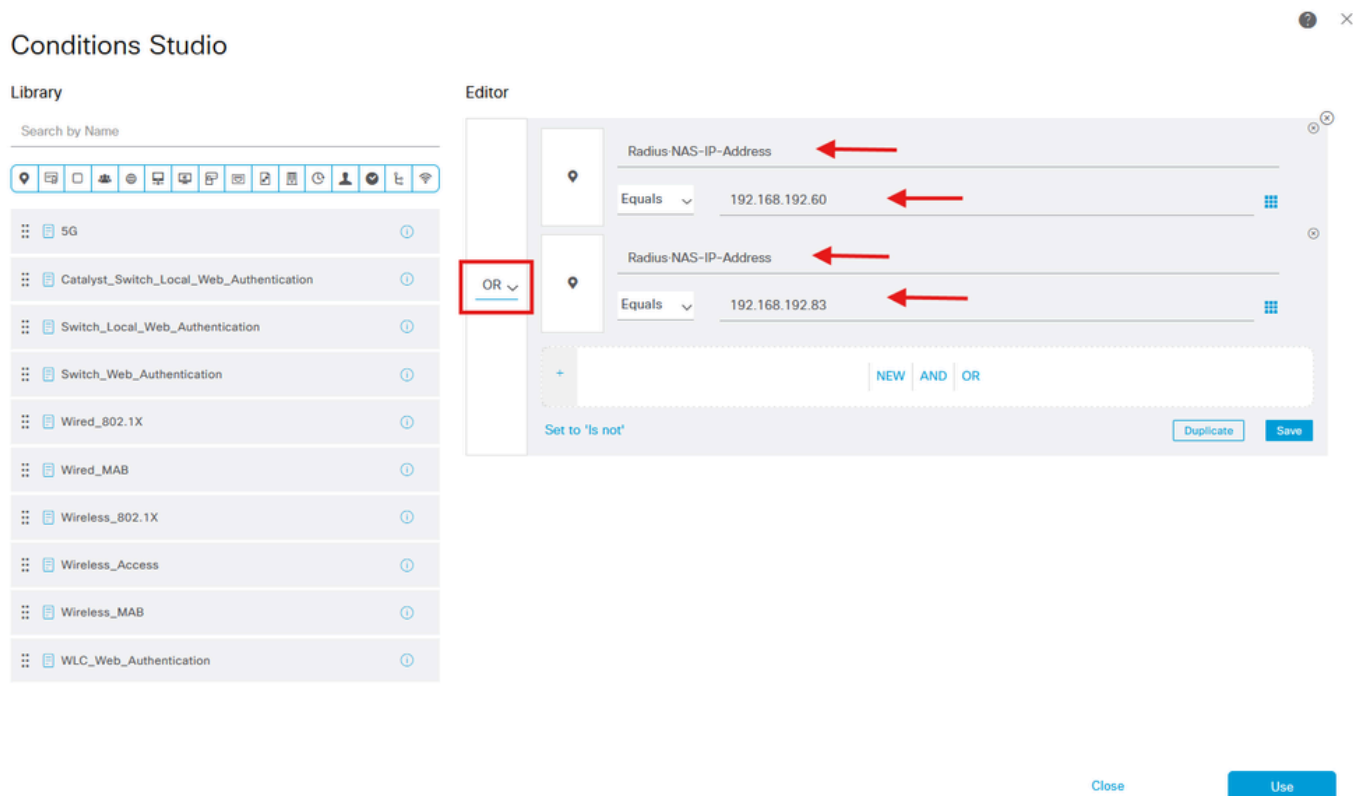 Conditions Studio
Library
Search by Name
5G
Catalyst_Switch_Local_Web_Authentication
Switch_Local_Web_Authentication
Switch_Web_Authentication
Wired_802.1X
Wired_MAB
Wireless_802.1X
Wireless_Access
Wireless_MAB
WLC_Web_Authentication
Editor
OR
Radius·NAS-IP-Address
Equals 192.168.192.60
Radius·NAS-IP-Address
Equals 192.168.192.83
+ NEW AND OR
Set to 'Is not' Duplicate Save
Close Use